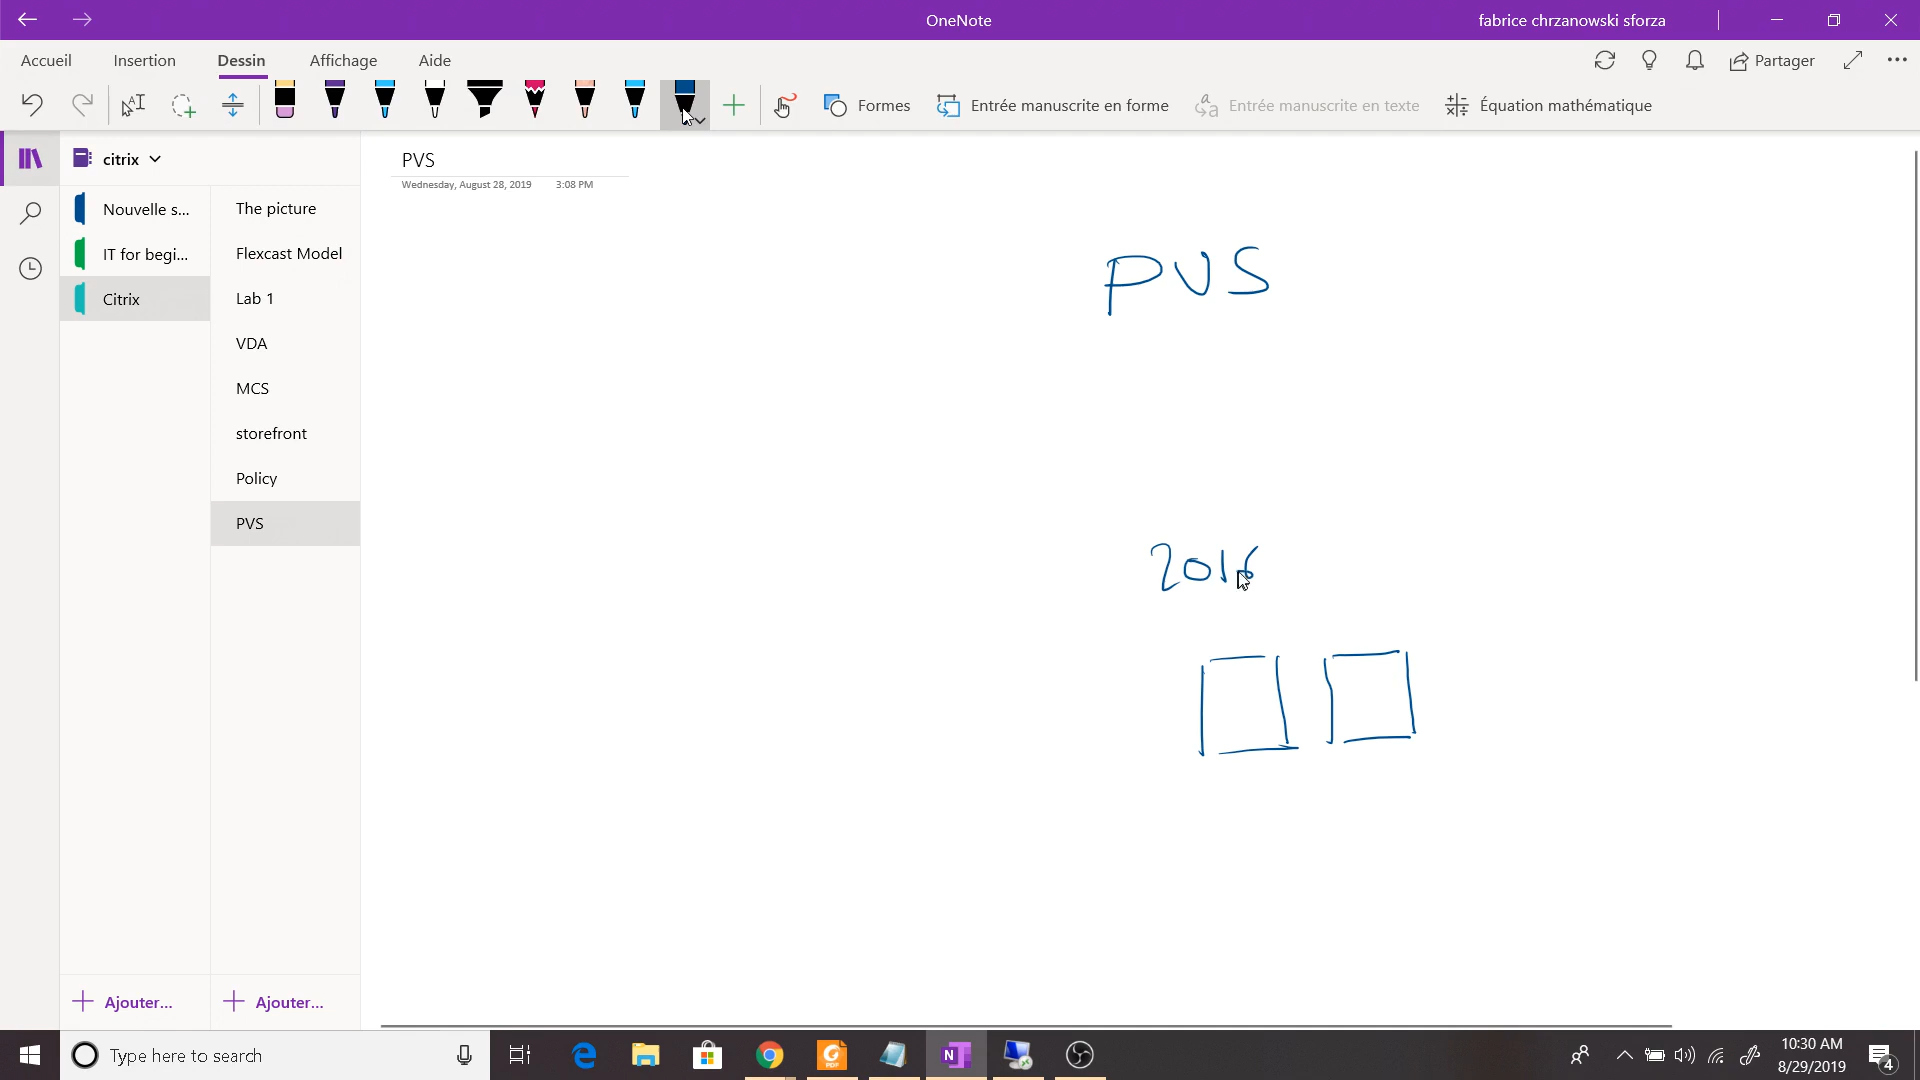 OneNote
fabrice chrzanowski sforza
Accueil
Insertion
Dessin
Affichage
Aide
Partager
Formes
Entrée manuscrite en forme
Entrée manuscrite en texte
Équation mathématique
citrix
Nouvelle s...
IT for begi...
Citrix
The picture
Flexcast Model
Lab 1
VDA
MCS
storefront
Policy
PVS
PVS
Wednesday, August 28, 2019 3:08 PM
PVS
2016
Ajouter...
Ajouter...
Type here to search
10:30 AM
8/29/2019
4